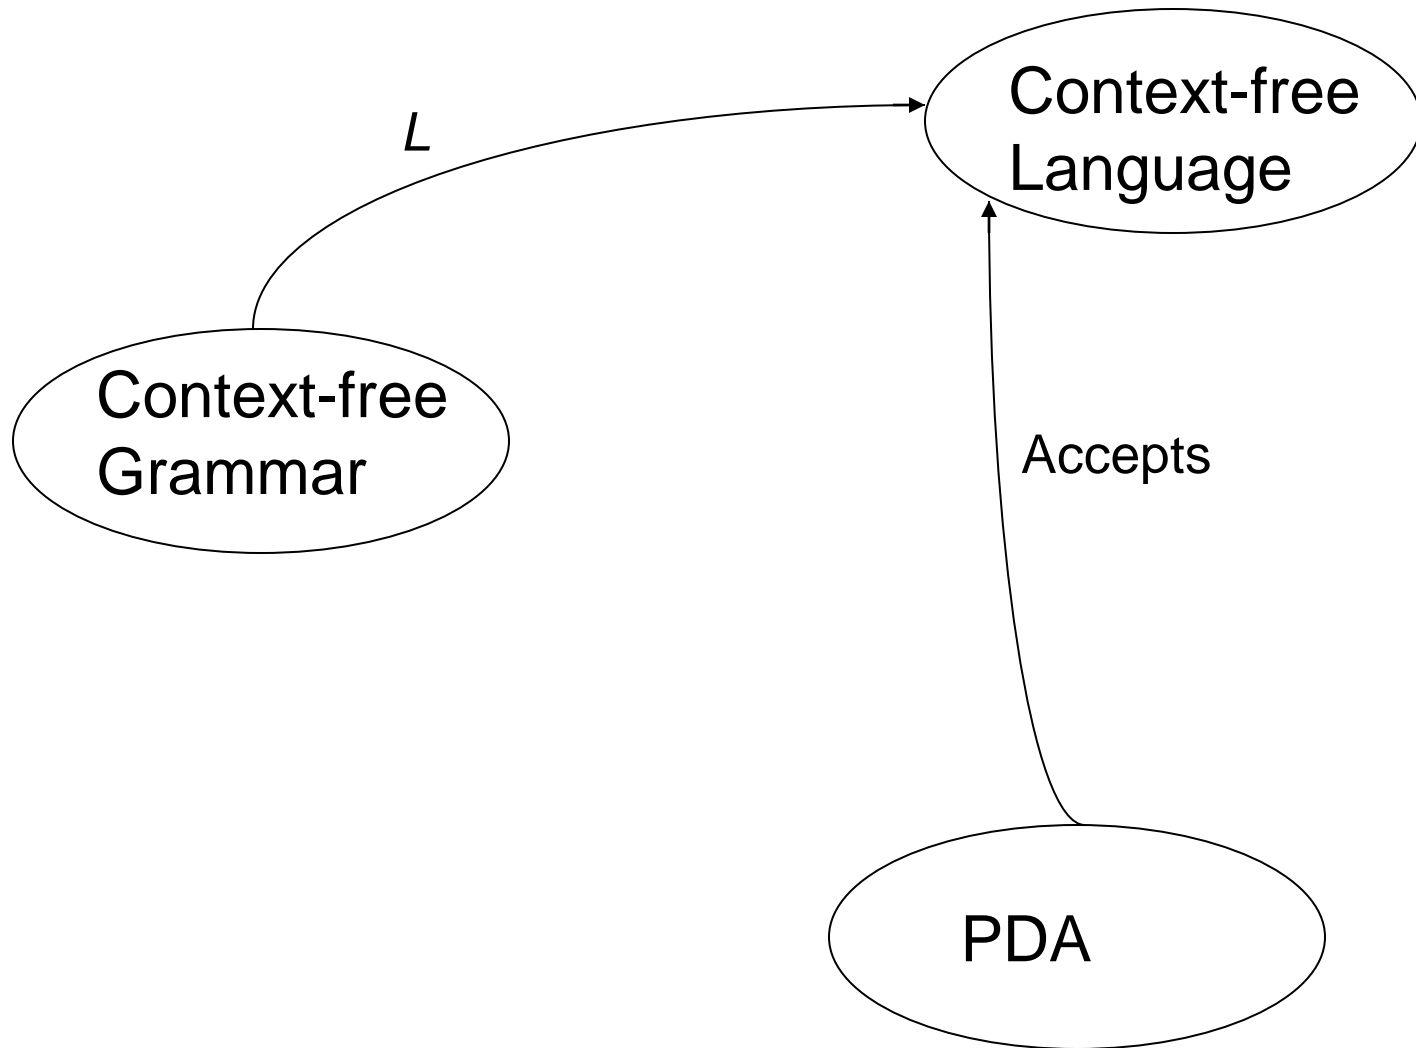 Context-free
Language
L
Context-free
Grammar
Accepts
PDA